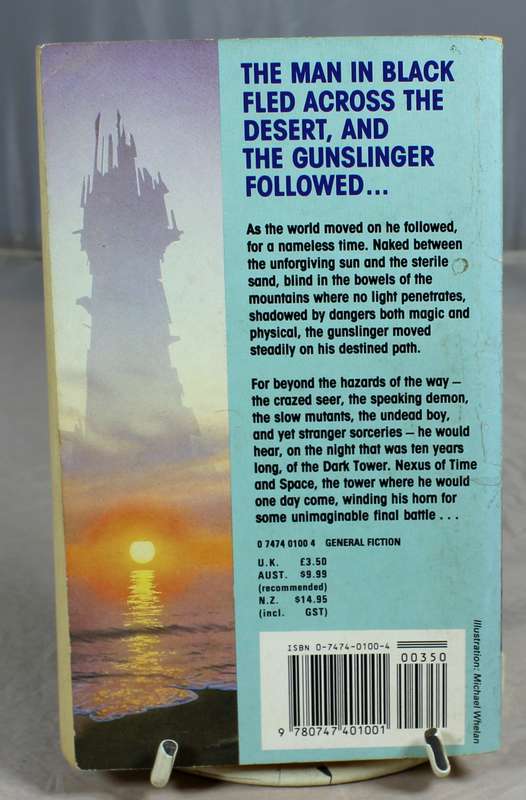 THE MAN IN BLACK
FLED ACROSS THE
DESERT, AND
THE GUNSLINGER
FOLLOWED...
As the world moved on he followed,
for a nameless time. Naked between
the unforgiving sun and the sterile
sand, blind in the bowels of the
mountains where no light penetrates,
shadowed by dangers both magic and
physical, the gunslinger moved
steadily on his destined path.
For beyond the hazards of the way –
the crazed seer, the speaking demon,
the slow mutants, the undead boy,
and yet stranger sorceries – he would
hear, on the night that was ten years
long, of the Dark Tower. Nexus of Time
and Space, the tower where he would
one day come, winding his horn for
some unimaginable final battle . . .
0 7474 0100 4 GENERAL FICTION
U.K. £3.50
AUST. $9.99
(recommended)
N.Z. $14.95
(incl. GST)
ISBN 0-7474-0100-4
00350
9 780747 401001
Illustration: Michael Whelan